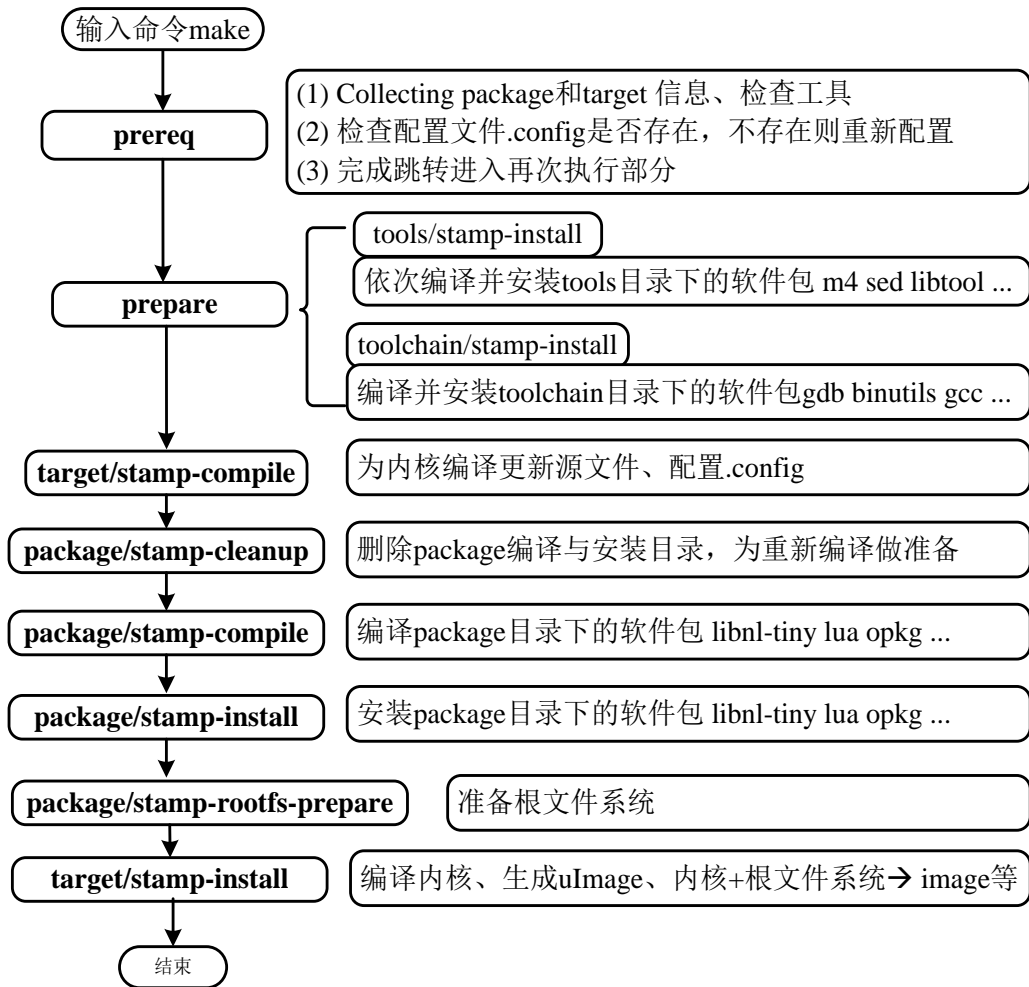 输入命令make
prereq
(1) Collecting package和target 信息、检查工具
(2) 检查配置文件.config是否存在，不存在则重新配置
(3) 完成跳转进入再次执行部分
prepare
tools/stamp-install
依次编译并安装tools目录下的软件包 m4 sed libtool ...
toolchain/stamp-install
编译并安装toolchain目录下的软件包gdb binutils gcc ...
target/stamp-compile
为内核编译更新源文件、配置.config
package/stamp-cleanup
删除package编译与安装目录，为重新编译做准备
package/stamp-compile
编译package目录下的软件包 libnl-tiny lua opkg ...
package/stamp-install
安装package目录下的软件包 libnl-tiny lua opkg ...
package/stamp-rootfs-prepare
准备根文件系统
target/stamp-install
编译内核、生成uImage、内核+根文件系统→ image等
结束